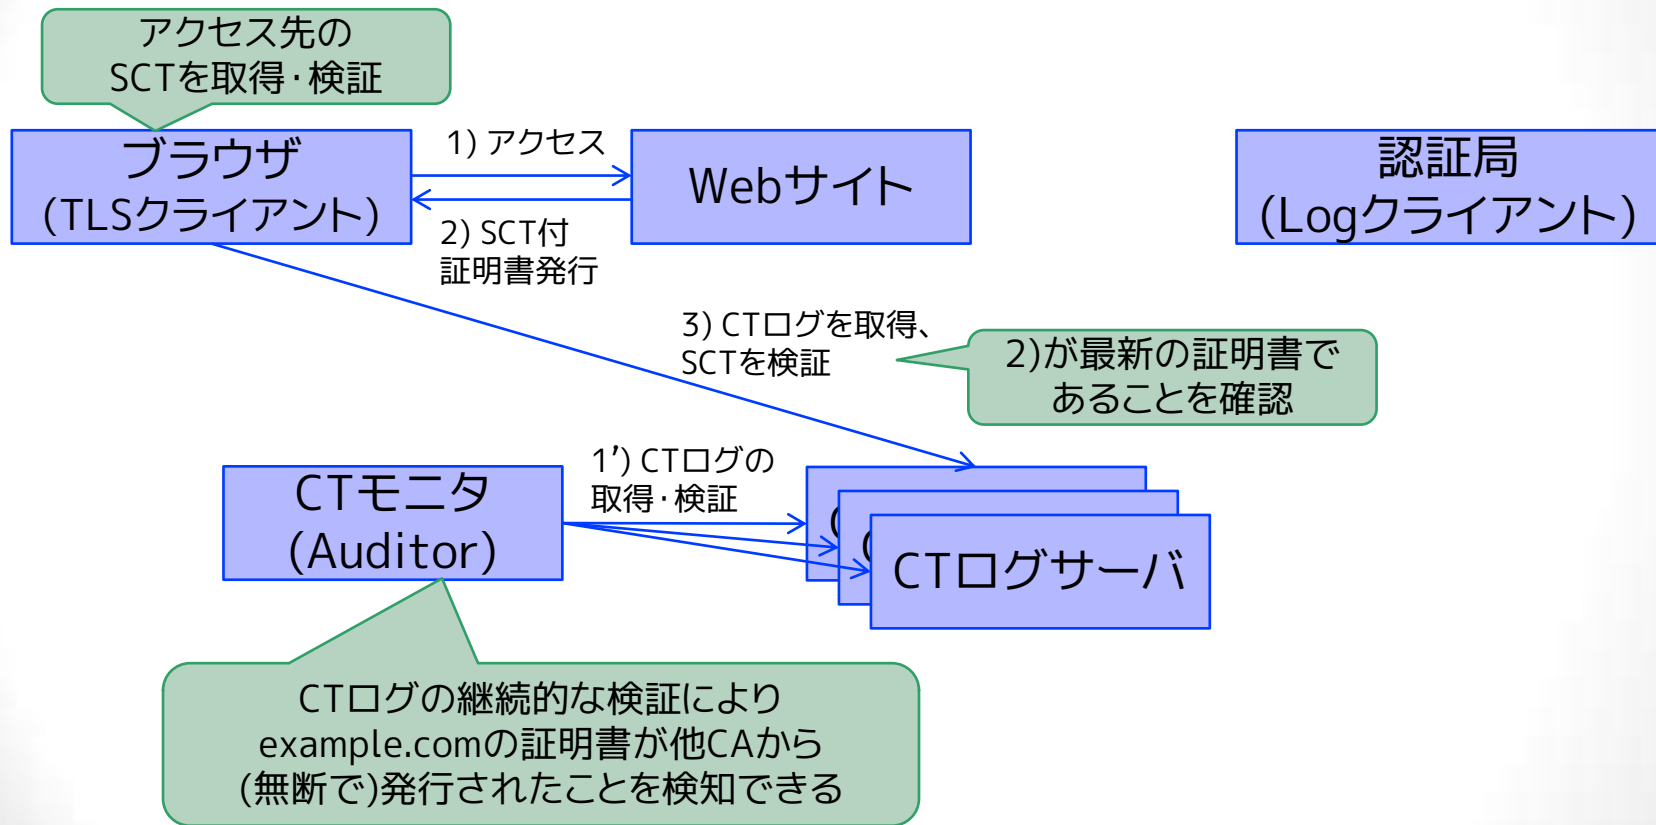 アクセス先の
SCTを取得・検証
ブラウザ
(TLSクライアント)
1) アクセス
Webサイト
認証局
(Logクライアント)
2) SCT付
証明書発行
3) CTログを取得、
SCTを検証
2)が最新の証明書で
あることを確認
CTモニタ
(Auditor)
1’) CTログの
取得・検証
CTログサーバ
CTログの継続的な検証により
example.comの証明書が他CAから
(無断で)発行されたことを検知できる